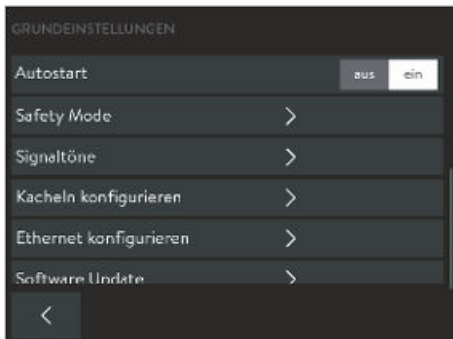 GRUNDEINSTELLUNGEN
Autostart aus ein
Safety Mode
Signaltöne
Kacheln konfigurieren
Ethernet konfigurieren
Software Update